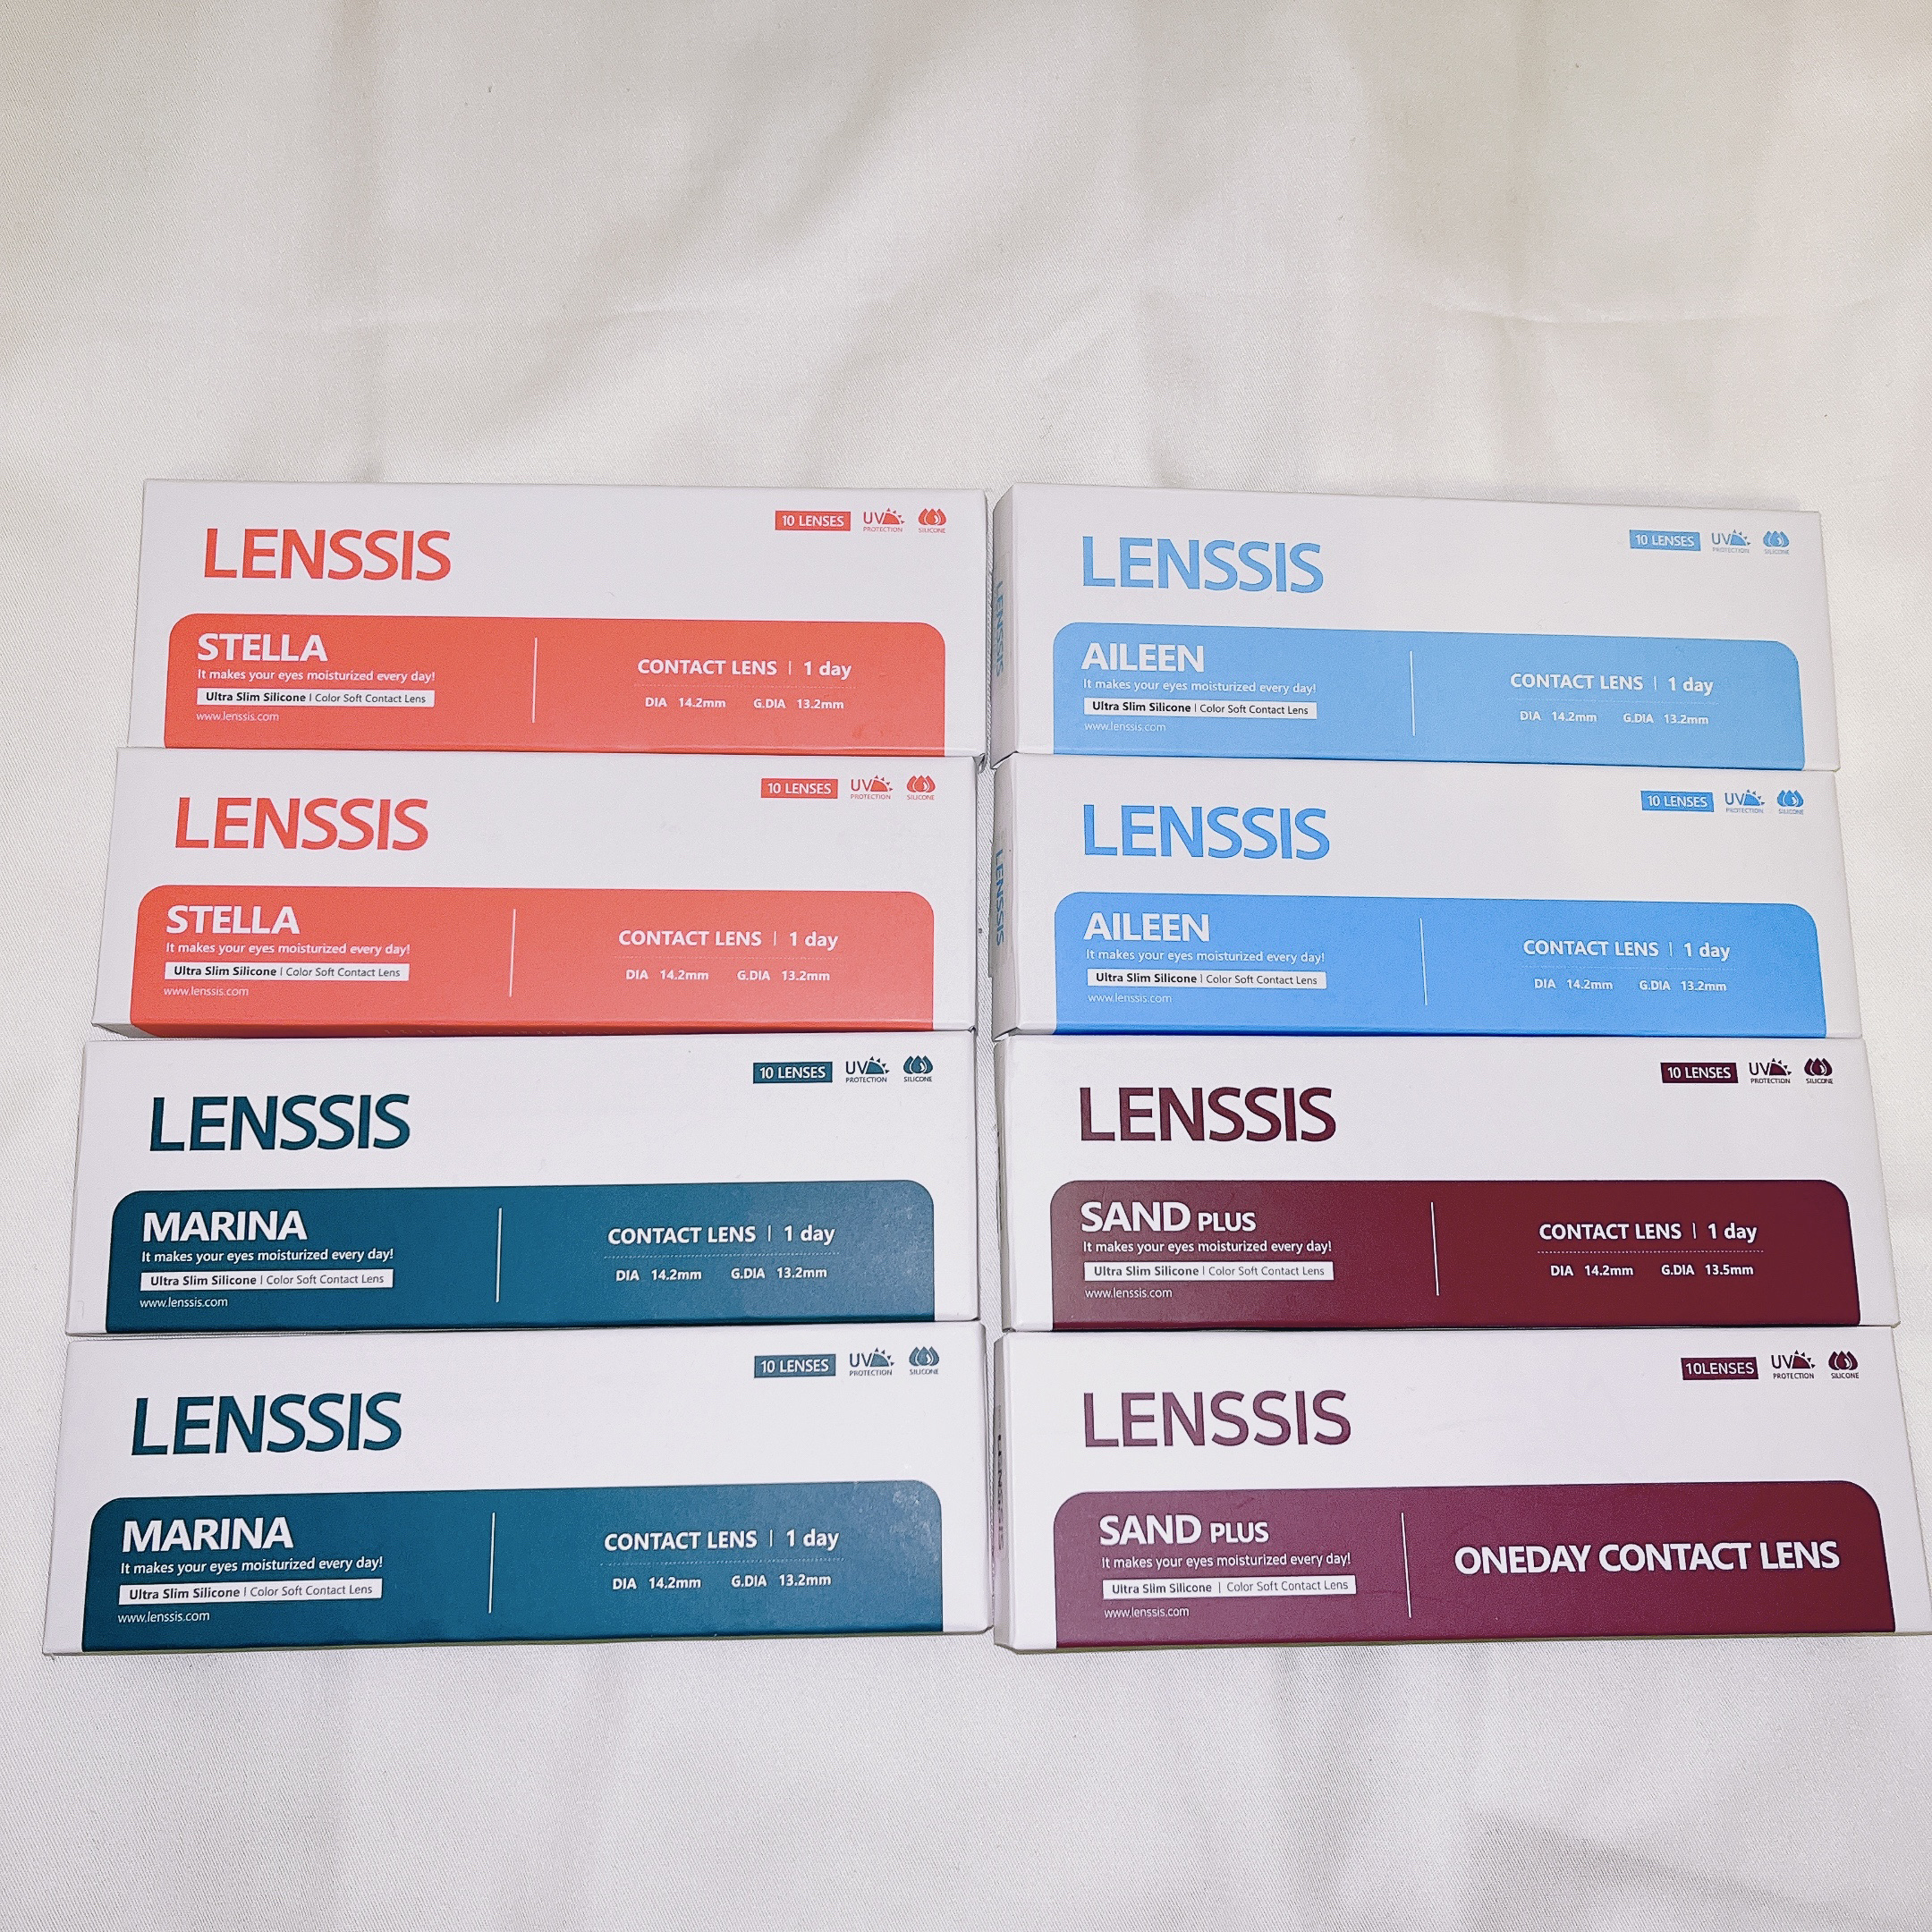 LENSSIS
10 LENSSES UV PROTECTION SILICONE
STELLA
It makes your eyes moisturized every day!
Ultra Slim Silicone | Color Soft Contact Lens
www.lenssis.com
CONTACT LENS | 1 day
DIA 14.2mm G.DIA 13.2mm
LENSSIS
LENSSIS
10 LENSES UV PROTECTION SILICONE
AILEEN
It makes your eyes moisturized every day!
Ultra Slim Silicone | Color Soft Contact Lens
www.lenssis.com
CONTACT LENS | 1 day
DIA 14.2mm G.DIA 13.2mm
LENSSIS
10 LENSES UV PROTECTION SILICONE
STELLA
It makes your eyes moisturized every day!
Ultra Slim Silicone | Color Soft Contact Lens
www.lenssis.com
CONTACT LENS | 1 day
DIA 14.2mm G.DIA 13.2mm
LENSSIS
LENSSIS
10 LENSES UV PROTECTION SILICONE
AILEEN
It makes your eyes moisturized every day!
Ultra Slim Silicone | Color Soft Contact Lens
www.lenssis.com
CONTACT LENS | 1 day
DIA 14.2mm G.DIA 13.2mm
LENSSIS
10 LENSES UV PROTECTION SILICONE
MARINA
It makes your eyes moisturized every day!
Ultra Slim Silicone | Color Soft Contact Lens
www.lenssis.com
CONTACT LENS | 1 day
DIA 14.2mm G.DIA 13.2mm
LENSSIS
10 LENSES UV PROTECTION SILICONE
SAND PLUS
It makes your eyes moisturized every day!
Ultra Slim Silicone | Color Soft Contact Lens
www.lenssis.com
CONTACT LENS | 1 day
DIA 14.2mm G.DIA 13.5mm
LENSSIS
10 LENSES UV PROTECTION SILICONE
MARINA
It makes your eyes moisturized every day!
Ultra Slim Silicone | Color Soft Contact Lens
www.lenssis.com
CONTACT LENS | 1 day
DIA 14.2mm G.DIA 13.2mm
LENSSIS
LENSSIS
10LENSES UV PROTECTION SILICONE
SAND PLUS
It makes your eyes moisturized every day!
Ultra Slim Silicone | Color Soft Contact Lens
www.lenssis.com
ONEDAY CONTACT LENS